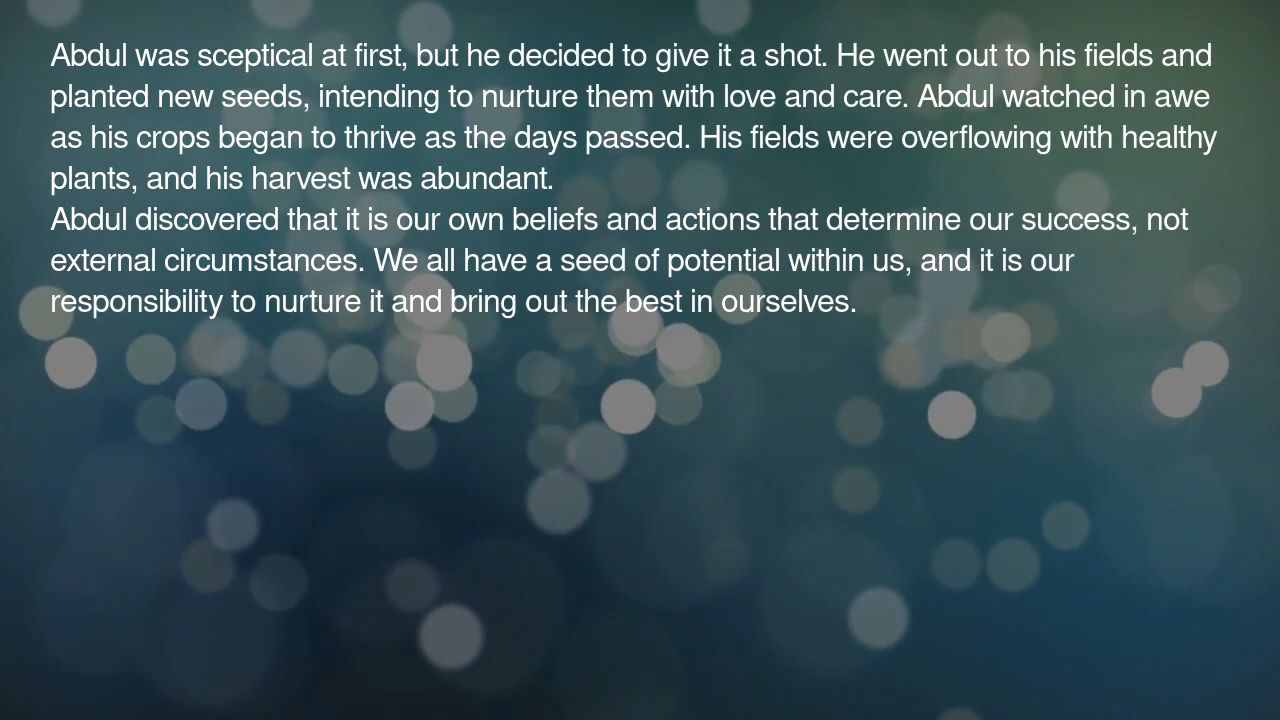 Abdul was sceptical at first, but he decided to give it a shot. He went out to his fields and
planted new seeds, intending to nurture them with love and care. Abdul watched in awe
as his crops began to thrive as the days passed. His fields were overflowing with healthy
plants, and his harvest was abundant.
Abdul discovered that it is our own beliefs and actions that determine our success, not
external circumstances. We all have a seed of potential within us, and it is our
responsibility to nurture it and bring out the best in ourselves.